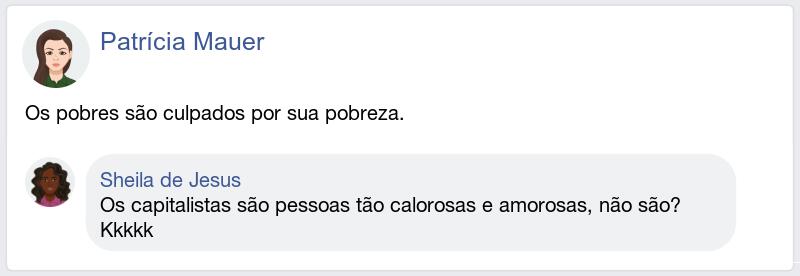 Patrícia Mauer
Os pobres são culpados por sua pobreza.
Sheila de Jesus
Os capitalistas são pessoas tão calorosas e amorosas, não são?
Kkkkk